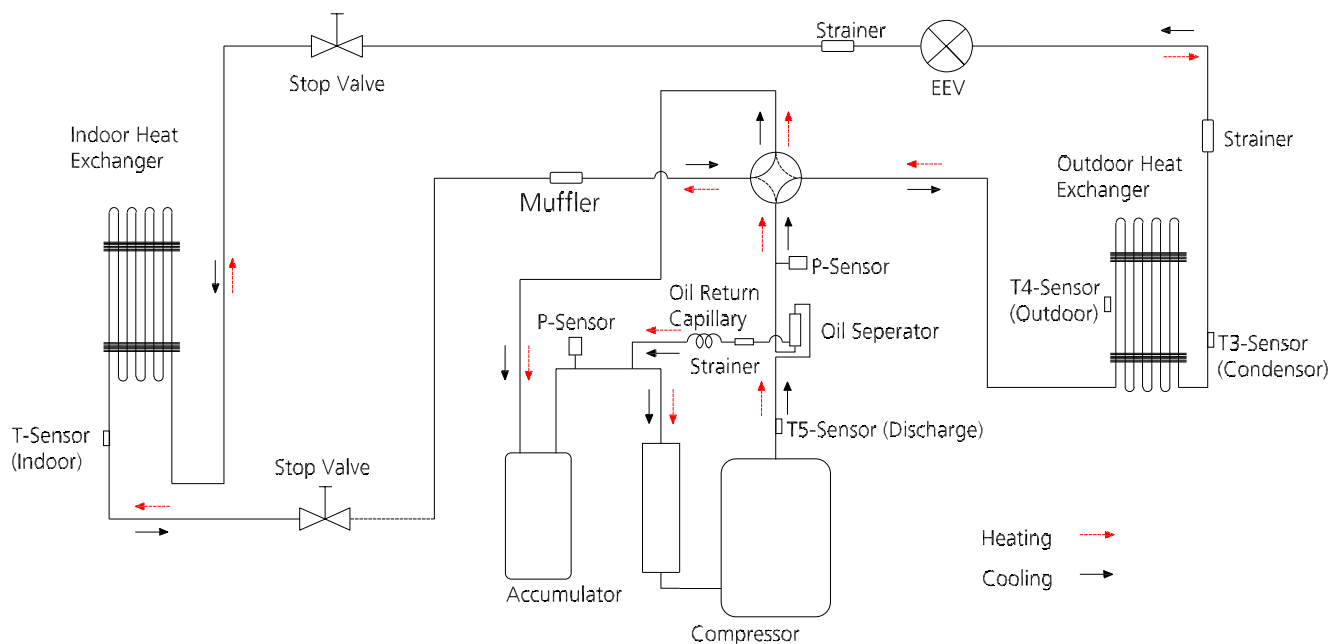 Strainer
EEV
Stop Valve
Indoor Heat
Exchanger
Strainer
Outdoor Heat
Exchanger
Muffler
P-Sensor
T4-Sensor
(Outdoor)
Oil Return
Capillary
P-Sensor
Oil Seperator
Strainer
T3-Sensor
(Condensor)
T-Sensor
(Indoor)
T5-Sensor (Discharge)
Stop Valve
Heating
Cooling
Accumulator
Compressor